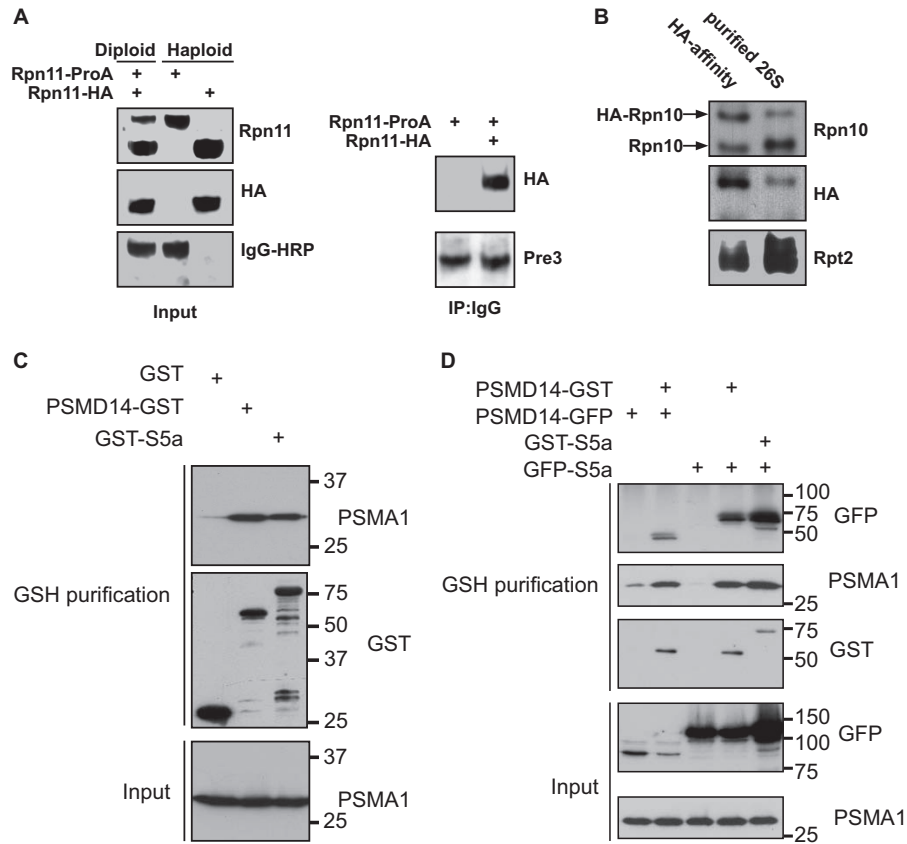 A
Diploid Haploid
Rpn11-ProA + +
Rpn11-HA + +
Rpn11
HA
IgG-HRP
Input
Rpn11-ProA + +
Rpn11-HA +
HA
Pre3
IP:IgG
B
HA-affinity
purified 26S
HA-Rpn10
Rpn10
Rpn10
HA
Rpt2
C
GST +
PSMD14-GST +
GST-S5a +
37
PSMA1
25
GSH purification
75
50
GST
37
25
Input
37
PSMA1
25
D
PSMD14-GST + +
PSMD14-GFP + +
GST-S5a +
GFP-S5a + + +
100
75
GFP
50
GSH purification
PSMA1
25
75
GST
50
150
GFP
100
75
Input
PSMA1
25